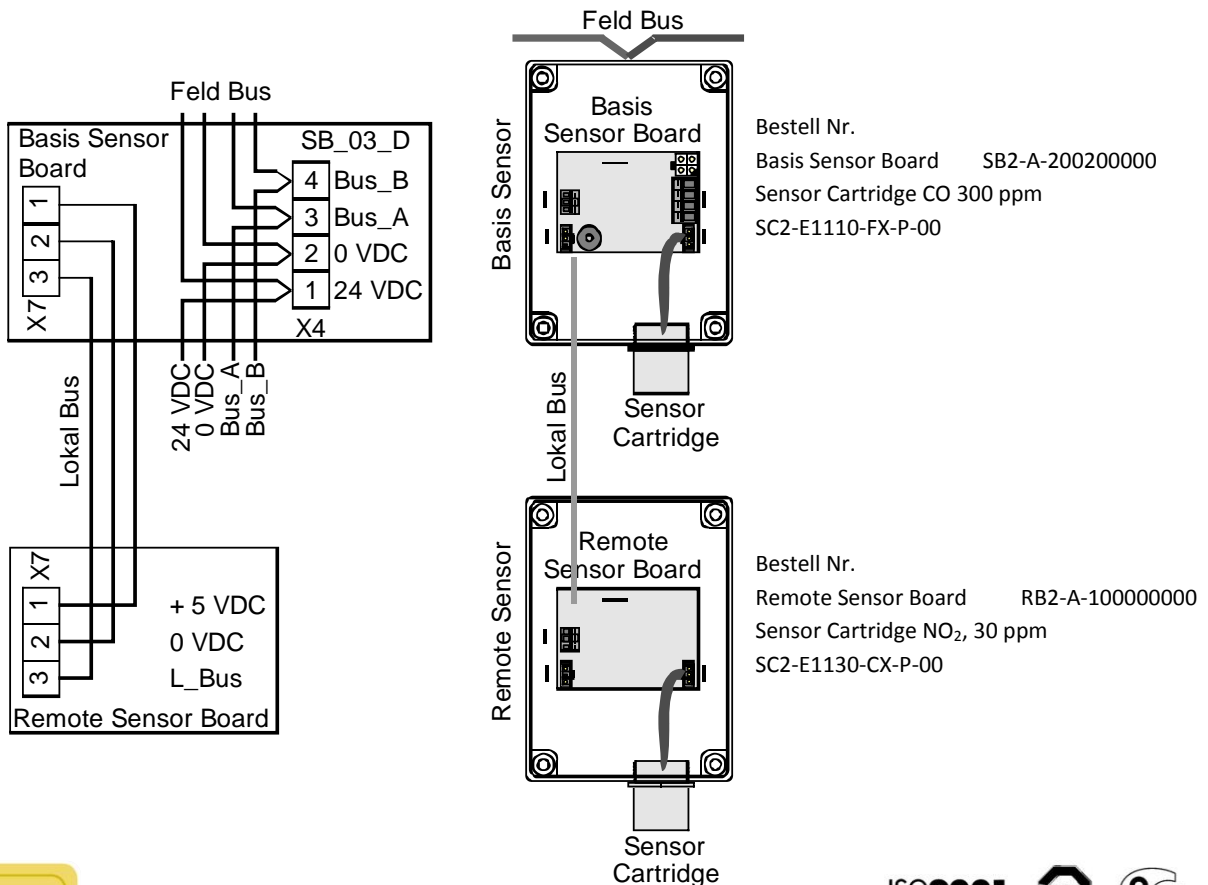 Feld Bus
Basis Sensor
Board
SB_03_D
1
2
3
X7
4 Bus_B
3 Bus_A
2 0 VDC
1 24 VDC
X4
24 VDC
0 VDC
Bus_A
Bus_B
Lokal Bus
X7
1 + 5 VDC
2 0 VDC
3 L_Bus
Remote Sensor Board
Feld Bus
Basis Sensor
Basis
Sensor Board
Sensor
Cartridge
Lokal Bus
Bestell Nr.
Basis Sensor Board SB2-A-200200000
Sensor Cartridge CO 300 ppm
SC2-E1110-FX-P-00
Remote Sensor
Remote
Sensor Board
Sensor
Cartridge
Bestell Nr.
Remote Sensor Board RB2-A-100000000
Sensor Cartridge NO₂, 30 ppm
SC2-E1130-CX-P-00